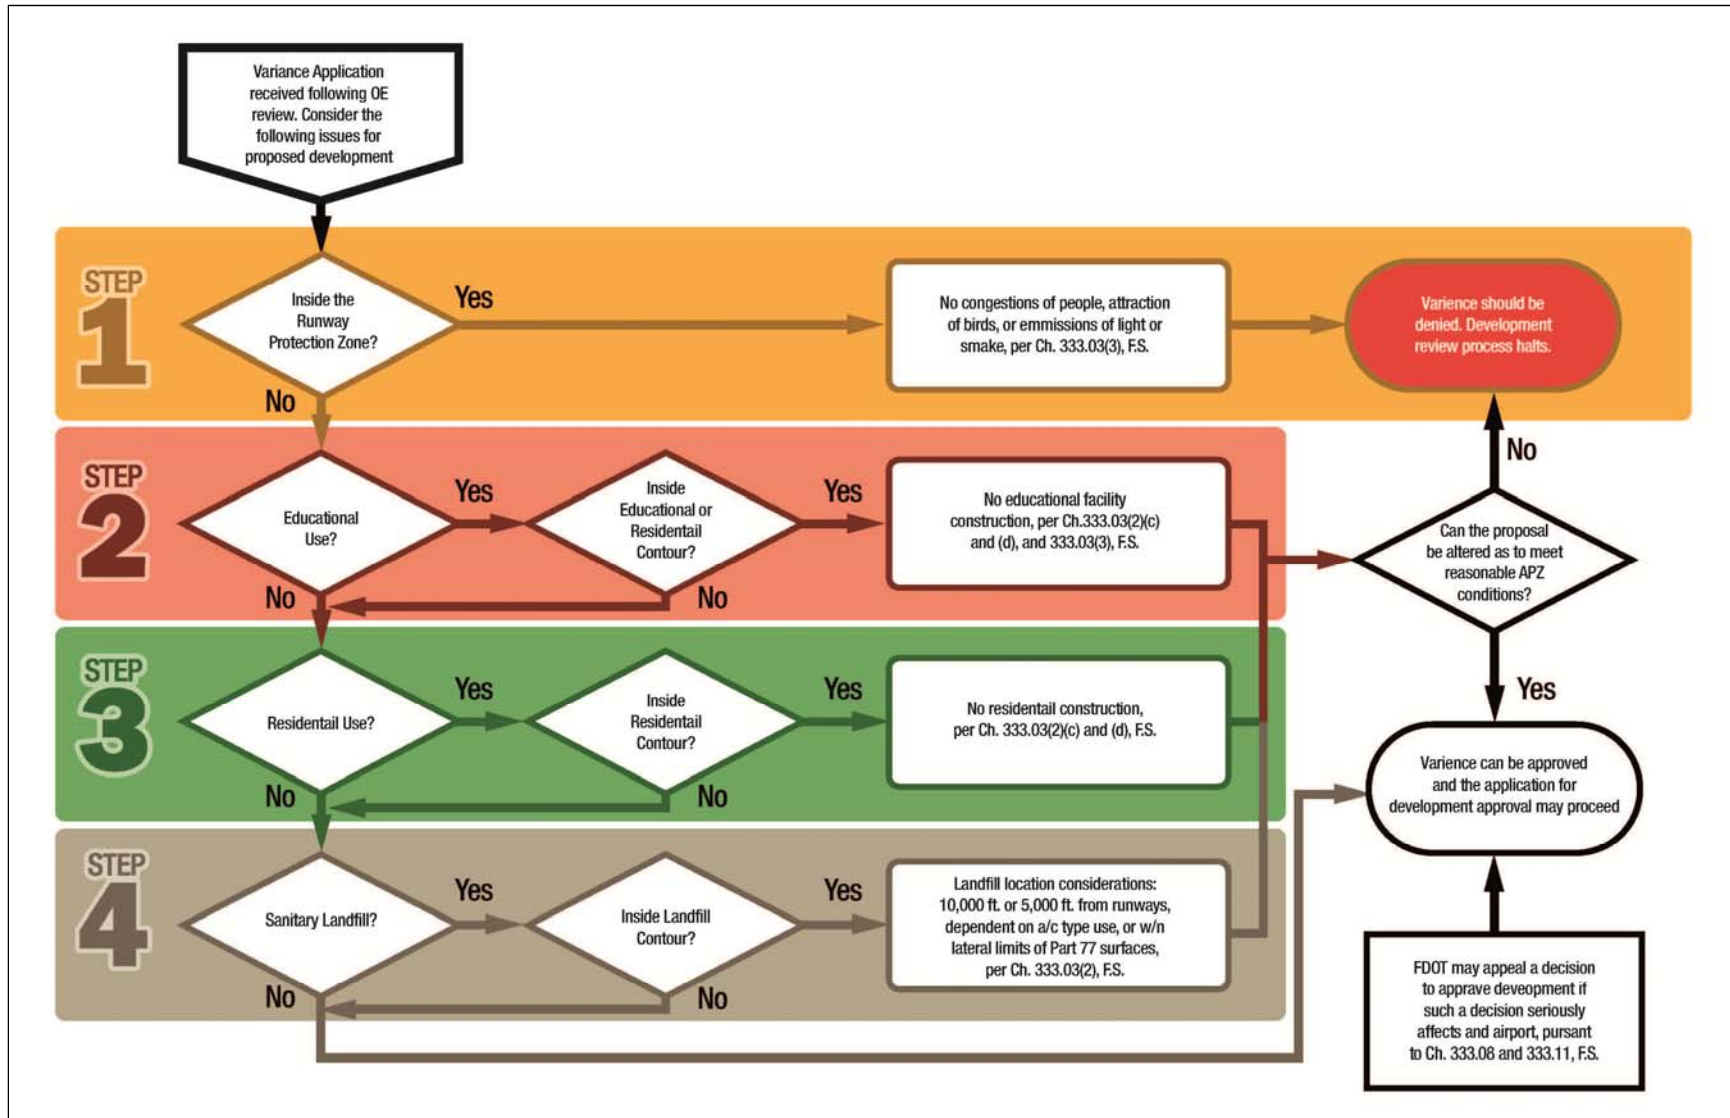 Variance Application
received following OE
review. Consider the
following issues for
proposed development
STEP
1
Inside the
Runway
Protection Zone?
Yes
No
No congestions of people, attraction
of birds, or emmissions of light or
smake, per Ch. 333.03(3), F.S.
Varience should be
denied. Development
review process halts.
STEP
2
Educational
Use?
Yes
No
Inside
Educational or
Residentail
Contour?
Yes
No
No educational facility
construction, per Ch.333.03(2)(c)
and (d), and 333.03(3), F.S.
No
Can the proposal
be altered as to meet
reasonable APZ
conditions?
Yes
STEP
3
Residentail Use?
Yes
No
Inside
Residentail
Contour?
Yes
No
No residentail construction,
per Ch. 333.03(2)(c) and (d), F.S.
Varience can be approved
and the application for
development approval may proceed
STEP
4
Sanitary Landfill?
Yes
No
Inside Landfill
Contour?
Yes
No
Landfill location considerations:
10,000 ft. or 5,000 ft. from runways,
dependent on a/c type use, or w/n
lateral limits of Part 77 surfaces,
per Ch. 333.03(2), F.S.
FDOT may appeal a decision
to apprave deveopment if
such a decision seriously
affects and airport, pursant
to Ch. 333.08 and 333.11, F.S.